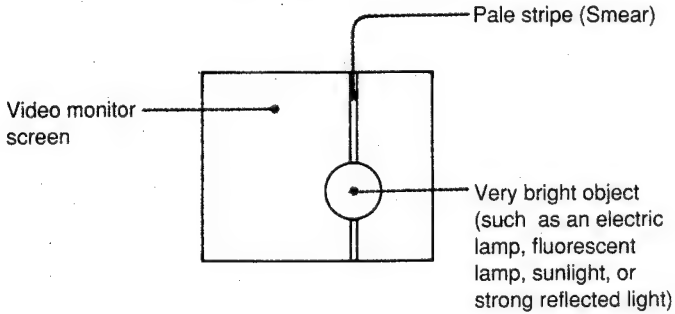 Pale stripe (Smear)
Video monitor
screen
Very bright object
(such as an electric
lamp, fluorescent
lamp, sunlight, or
strong reflected light)